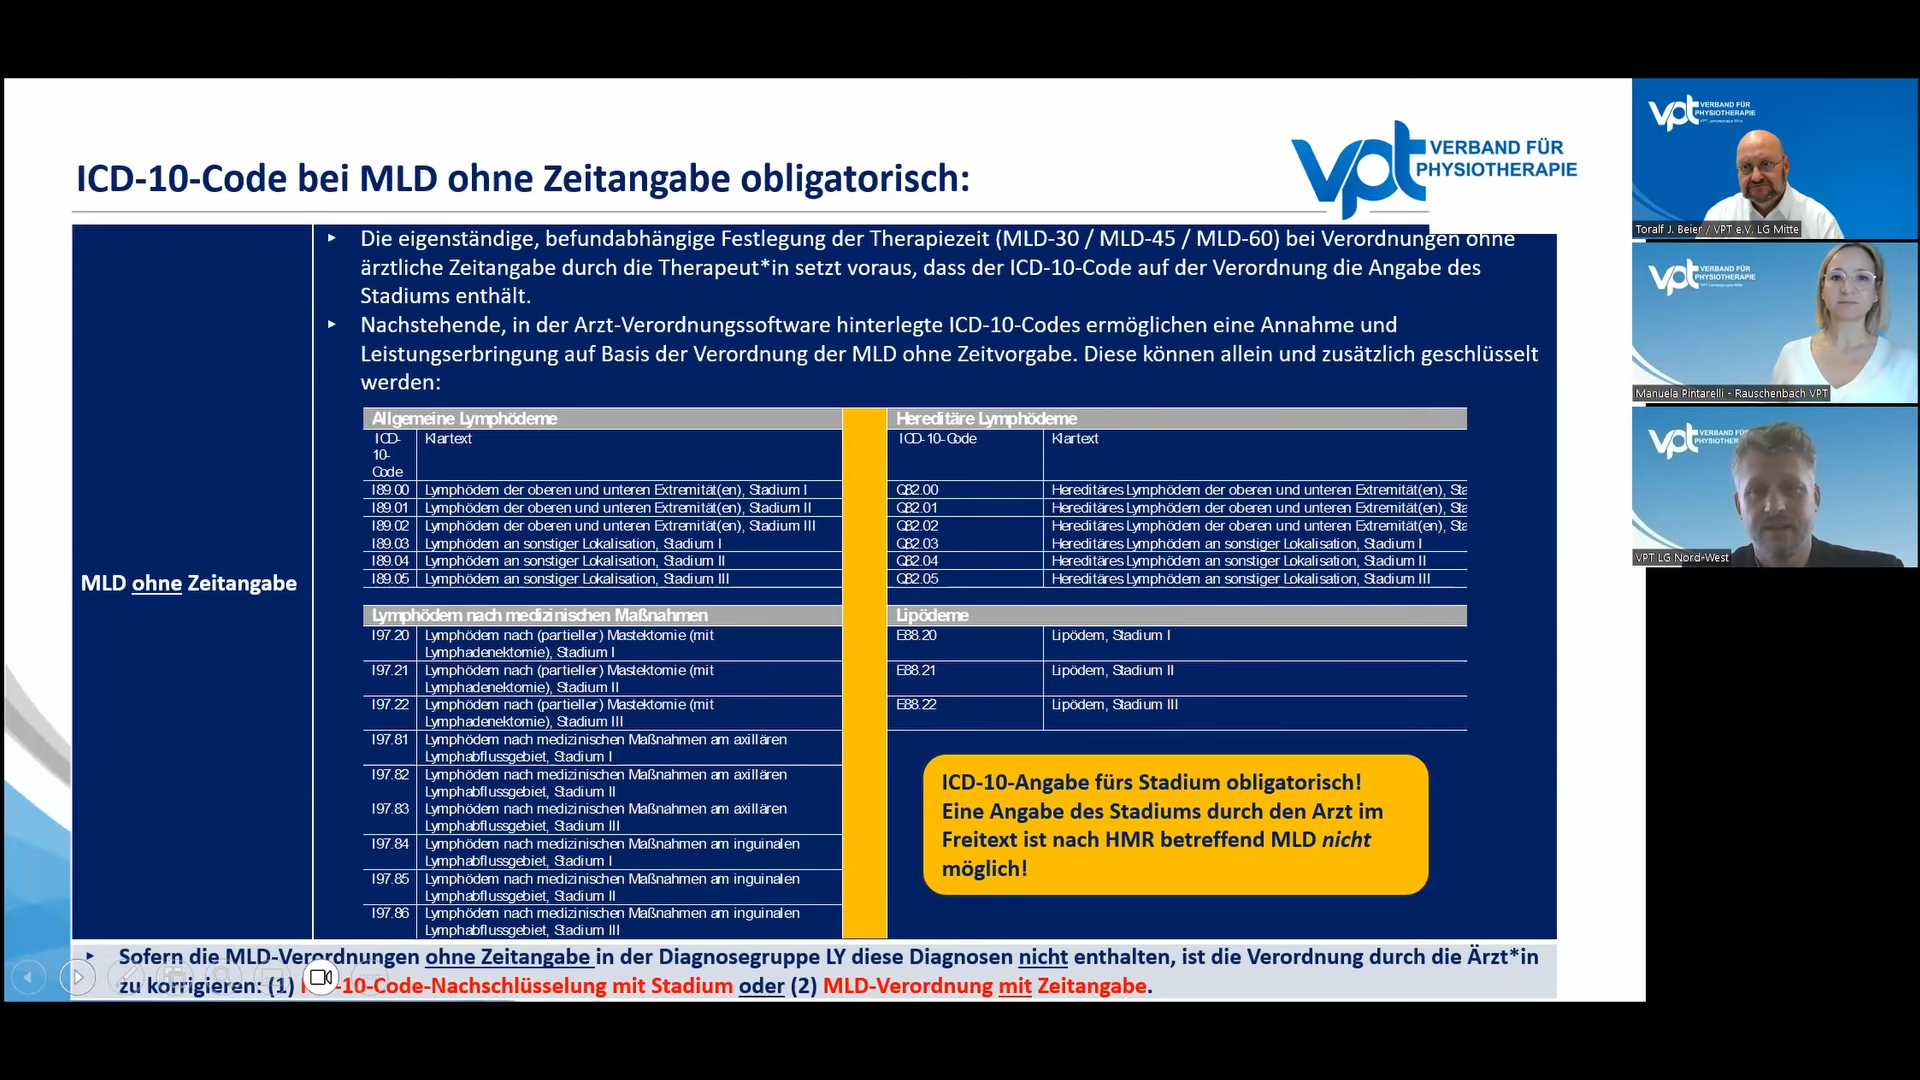 ICD-10-Code bei MLD ohne Zeitangabe obligatorisch:
vpt VERBAND FÜR
PHYSIOTHERAPIE
MLD ohne Zeitangabe
Die eigenständige, befundabhängige Festlegung der Therapiezeit (MLD-30 / MLD-45 / MLD-60) bei Verordnungen ohne
ärztliche Zeitangabe durch die Therapeut*in setzt voraus, dass der ICD-10-Code auf der Verordnung die Angabe des
Stadiums enthält.
Nachstehende, in der Arzt-Verordnungssoftware hinterlegte ICD-10-Codes ermöglichen eine Annahme und
Leistungserbringung auf Basis der Verordnung der MLD ohne Zeitvorgabe. Diese können allein und zusätzlich geschlüsselt
werden:
Allgemeine Lymphödeme
ICD-
10-
Code
Klartext
I89.00 Lymphödem der oberen und unteren Extremität(en), Stadium I
I89.01 Lymphödem der oberen und unteren Extremität(en), Stadium II
I89.02 Lymphödem der oberen und unteren Extremität(en), Stadium III
I89.03 Lymphödem an sonstiger Lokalisation, Stadium I
I89.04 Lymphödem an sonstiger Lokalisation, Stadium II
I89.05 Lymphödem an sonstiger Lokalisation, Stadium III
Lymphödem nach medizinischen Maßnahmen
I97.20 Lymphödem nach (partieller) Mastektomie (mit
Lymphadenektomie), Stadium I
I97.21 Lymphödem nach (partieller) Mastektomie (mit
Lymphadenektomie), Stadium II
I97.22 Lymphödem nach (partieller) Mastektomie (mit
Lymphadenektomie), Stadium III
I97.81 Lymphödem nach medizinischen Maßnahmen am axillären
Lymphabflussgebiet, Stadium I
I97.82 Lymphödem nach medizinischen Maßnahmen am axillären
Lymphabflussgebiet, Stadium II
I97.83 Lymphödem nach medizinischen Maßnahmen am axillären
Lymphabflussgebiet, Stadium III
I97.84 Lymphödem nach medizinischen Maßnahmen am inguinalen
Lymphabflussgebiet, Stadium I
I97.85 Lymphödem nach medizinischen Maßnahmen am inguinalen
Lymphabflussgebiet, Stadium II
I97.86 Lymphödem nach medizinischen Maßnahmen am inguinalen
Lymphabflussgebiet, Stadium III
Hereditäre Lymphödeme
ICD-10-Code Klartext
Q82.00 Hereditäres Lymphödem der oberen und unteren Extremität(en), Sta
Q82.01 Hereditäres Lymphödem der oberen und unteren Extremität(en), Sta
Q82.02 Hereditäres Lymphödem der oberen und unteren Extremität(en), Sta
Q82.03 Hereditäres Lymphödem an sonstiger Lokalisation, Stadium I
Q82.04 Hereditäres Lymphödem an sonstiger Lokalisation, Stadium II
Q82.05 Hereditäres Lymphödem an sonstiger Lokalisation, Stadium III
Lipödeme
E88.20 Lipödem, Stadium I
E88.21 Lipödem, Stadium II
E88.22 Lipödem, Stadium III
ICD-10-Angabe fürs Stadium obligatorisch!
Eine Angabe des Stadiums durch den Arzt im
Freitext ist nach HMR betreffend MLD nicht
möglich!
Sofern die MLD-Verordnungen ohne Zeitangabe in der Diagnosegruppe LY diese Diagnosen nicht enthalten, ist die Verordnung durch die Ärzt*in
zu korrigieren: (1) -10-Code-Nachschlüsselung mit Stadium oder (2) MLD-Verordnung mit Zeitangabe.
vpt VERBAND FÜR
PHYSIOTHERAPIE
Toralf J. Beier / VPT e.V. LG Mitte
vpt VERBAND FÜR
PHYSIOTHERAPIE
Manuela Pintarelli - Rauschenbach VPT
vpt VERBAND FÜR
VPT LG Nord-West